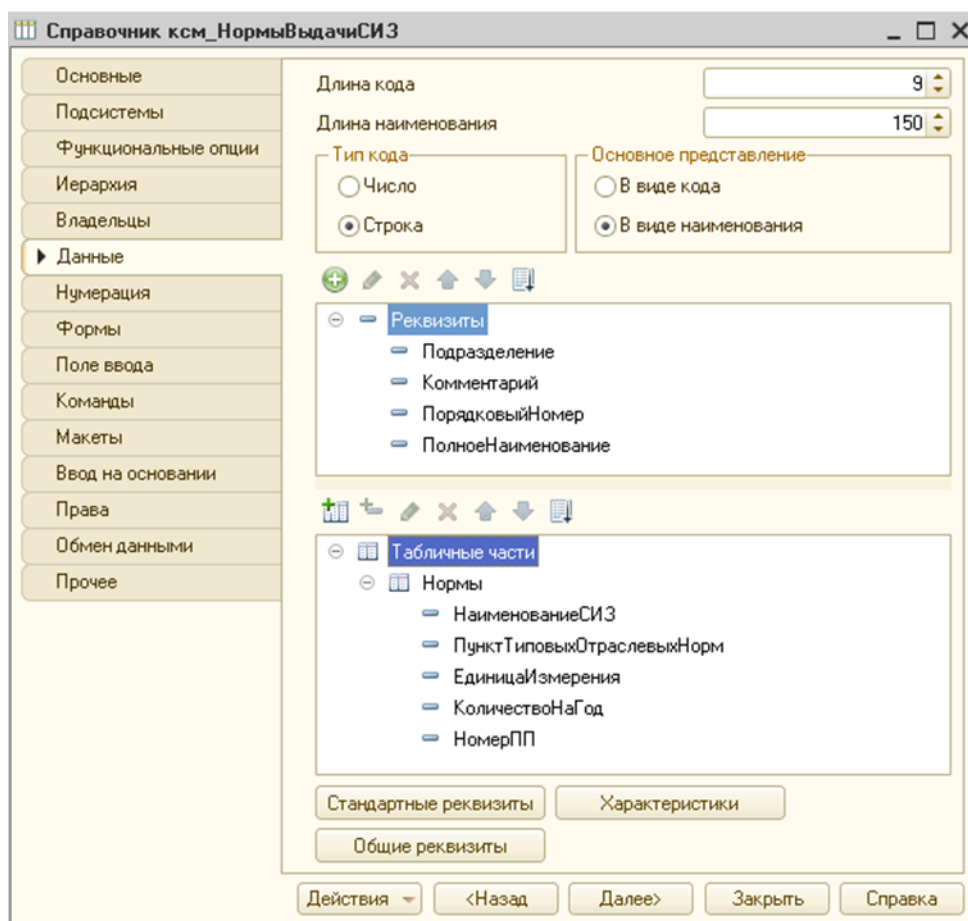 Справочник ксм_НормыВыдачиСИЗ
Основные
Подсистемы
Функциональные опции
Иерархия
Владельцы
Данные
Нумерация
Формы
Поле ввода
Команды
Макеты
Ввод на основании
Права
Обмен данными
Прочее
Длина кода 9
Длина наименования 150
Тип кода
Число
Строка
Основное представление
В виде кода
В виде наименования
Реквизиты
Подразделение
Комментарий
ПорядковыйНомер
ПолноеНаименование
Табличные части
Нормы
НаименованиеСИЗ
ПунктТиповыхОтраслевыхНорм
ЕдиницаИзмерения
КоличествоНаГод
НомерПП
Стандартные реквизиты
Характеристики
Общие реквизиты
Действия
<Назад
Далее>
Закрыть
Справка